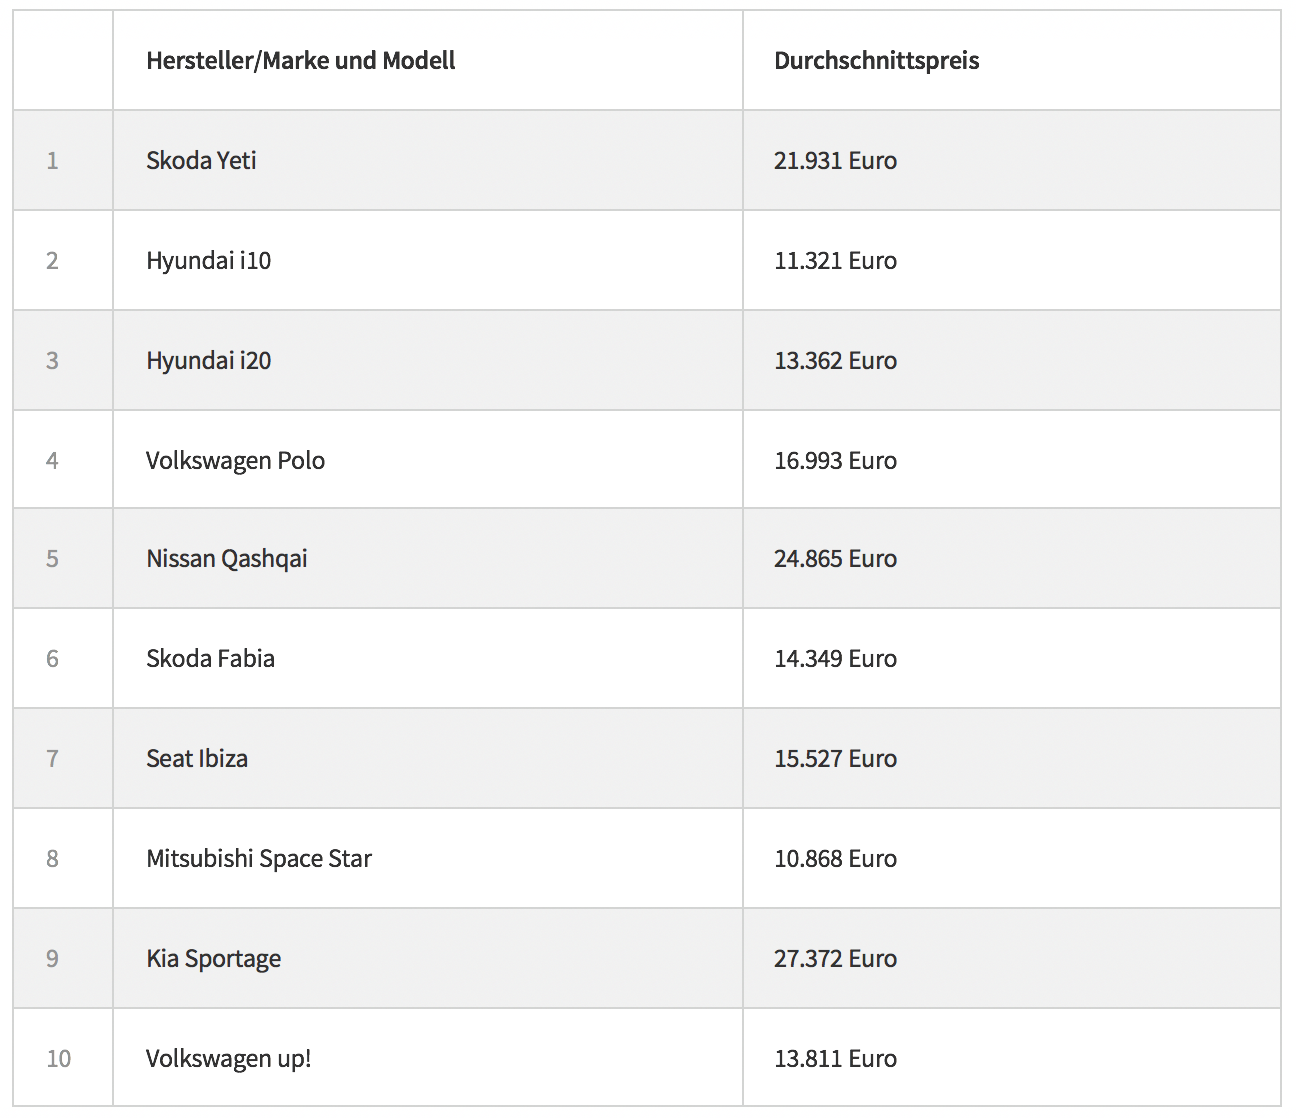 Hersteller/Marke und Modell Durchschnittspreis
1 Skoda Yeti 21.931 Euro
2 Hyundai i10 11.321 Euro
3 Hyundai i20 13.362 Euro
4 Volkswagen Polo 16.993 Euro
5 Nissan Qashqai 24.865 Euro
6 Skoda Fabia 14.349 Euro
7 Seat Ibiza 15.527 Euro
8 Mitsubishi Space Star 10.868 Euro
9 Kia Sportage 27.372 Euro
10 Volkswagen up! 13.811 Euro